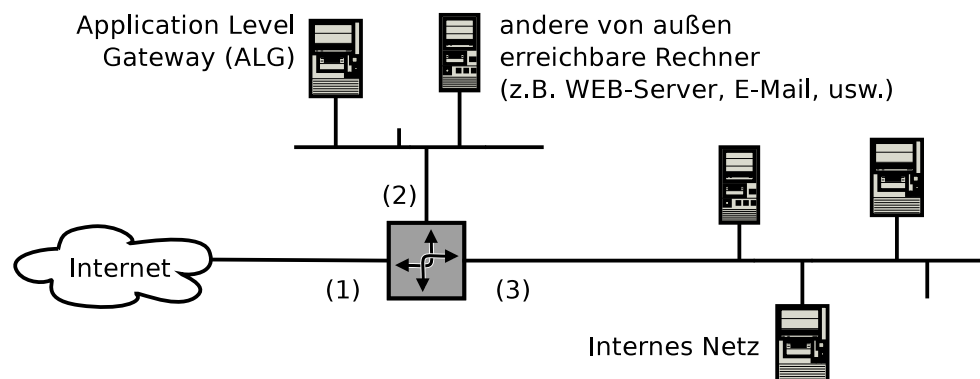 Application Level
Gateway (ALG)
andere von außen
erreichbare Rechner
(z.B. WEB-Server, E-Mail, usw.)
(2)
Internet
(1)
(3)
Internes Netz